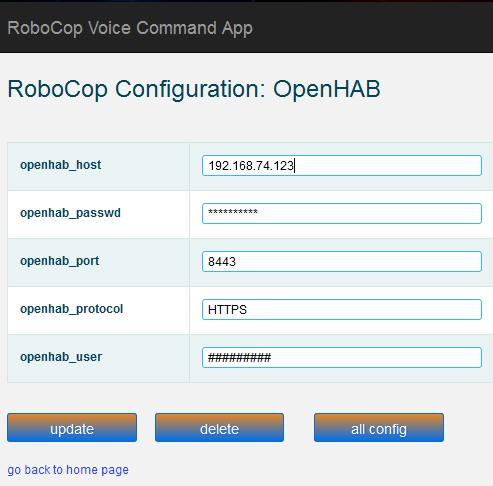 RoboCop Voice Command App
RoboCop Configuration: OpenHAB
openhab_host 192.168.74.123
openhab_passwd **********
openhab_port 8443
openhab_protocol HTTPS
openhab_user #########
update delete all config
go back to home page